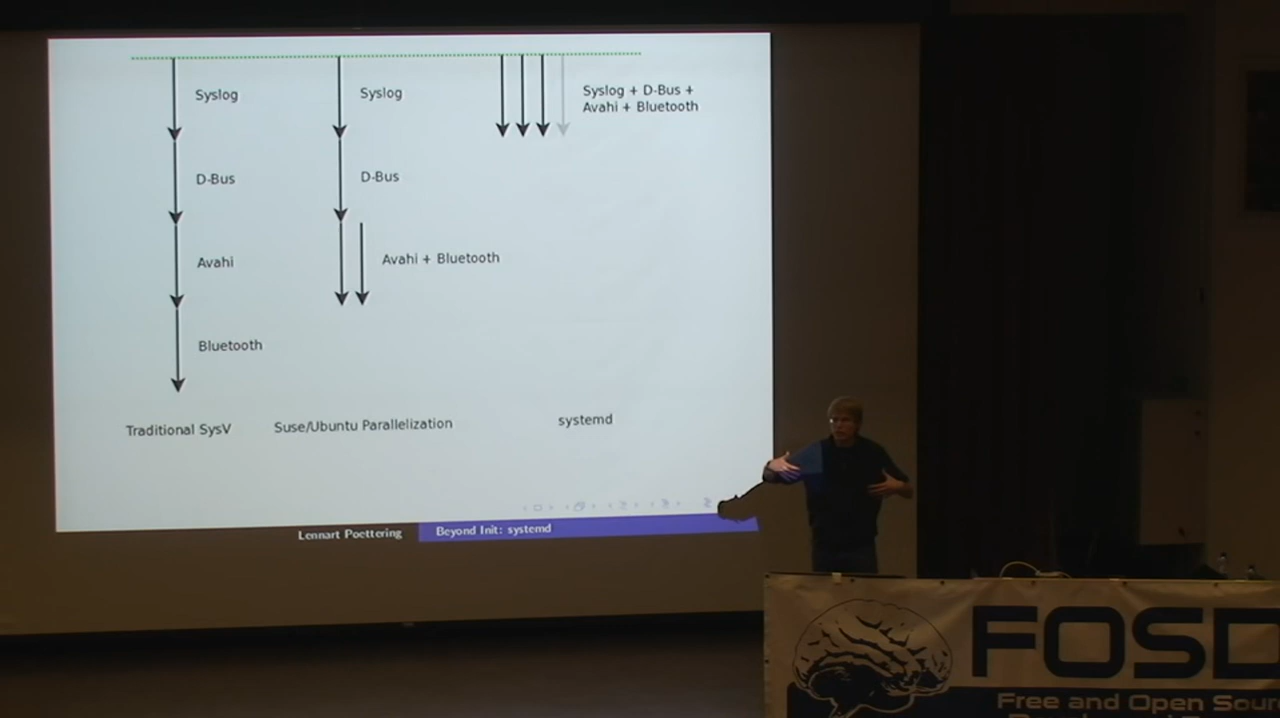 Syslog
Syslog
Syslog + D-Bus +
Avahi + Bluetooth
D-Bus
D-Bus
Avahi
Avahi + Bluetooth
Bluetooth
Traditional SysV
Suse/Ubuntu Parallelization
systemd
Lennart Poettering
Beyond Init: systemd
FOSD
Free and Open Sour